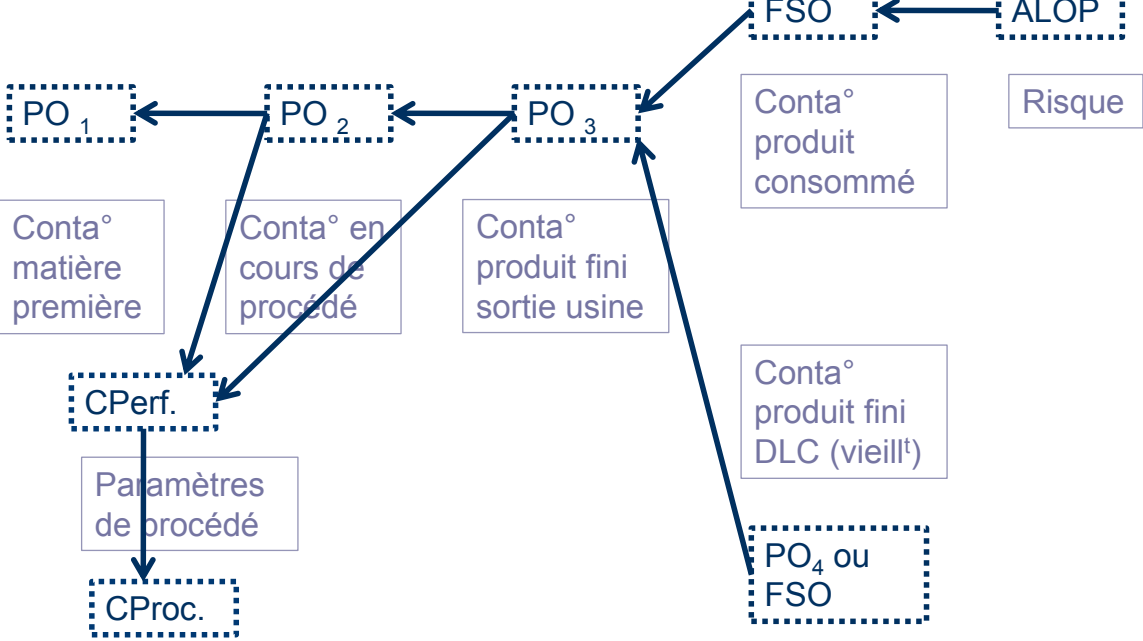 FSO
ALOP
PO 1
PO 2
PO 3
Conta°
produit
consommé
Risque
Conta°
matière
première
Conta° en
cours de
procédé
Conta°
produit fini
sortie usine
Conta°
produit fini
DLC (vieillt)
CPerf.
Paramètres
de procédé
PO4 ou
FSO
CProc.